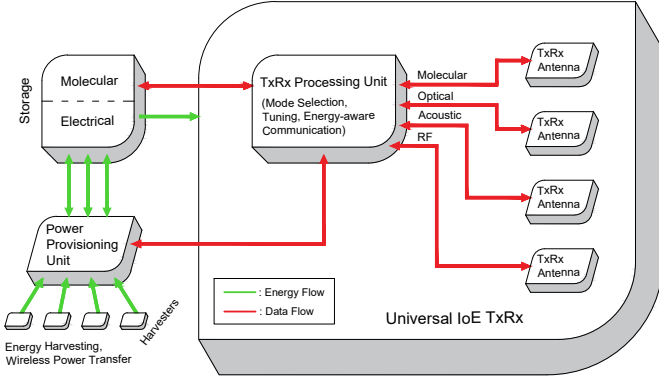 Storage
Molecular
Electrical
TxRx Processing Unit
(Mode Selection,
Tuning, Energy-aware
Communication)
Molecular
Optical
Acoustic
RF
TxRx
Antenna
TxRx
Antenna
TxRx
Antenna
TxRx
Antenna
Power
Provisioning
Unit
Harvesters
Energy Harvesting,
Wireless Power Transfer
: Energy Flow
: Data Flow
Universal IoE TxRx